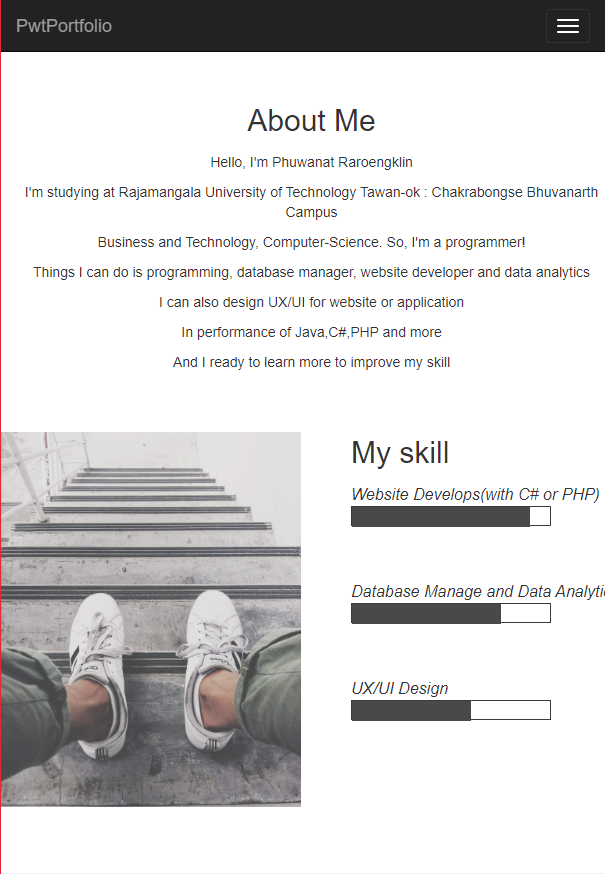 PwtPortfolio
About Me
Hello, I'm Phuwanat Raroengklin
I'm studying at Rajamangala University of Technology Tawan-ok : Chakrabongse Bhuvanarth
Campus
Business and Technology, Computer-Science. So, I'm a programmer!
Things I can do is programming, database manager, website developer and data analytics
I can also design UX/UI for website or application
In performance of Java,C#,PHP and more
And I ready to learn more to improve my skill
My skill
Website Develops(with C# or PHP)
Database Manage and Data Analyti
UX/UI Design